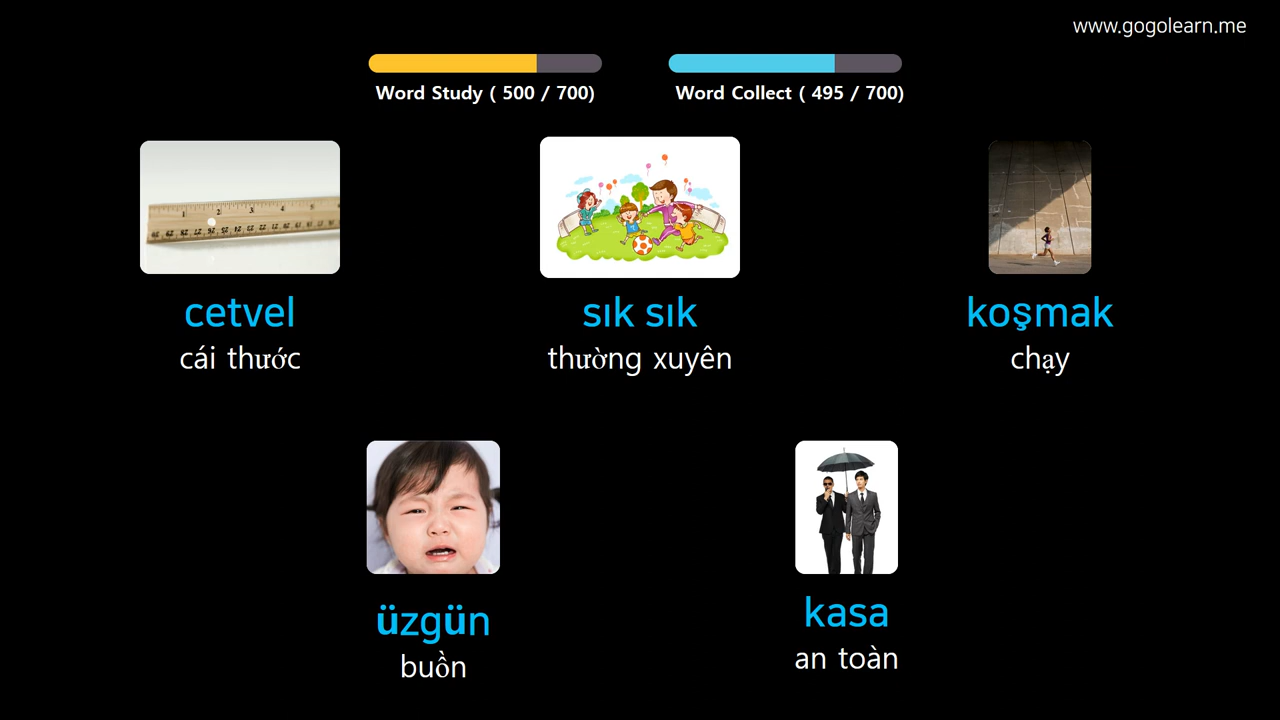 www.gogolearn.me
Word Study ( 500 / 700)
Word Collect ( 495 / 700)
cetvel
cái thước
sık sık
thường xuyên
koşmak
chạy
üzgün
buồn
kasa
an toàn